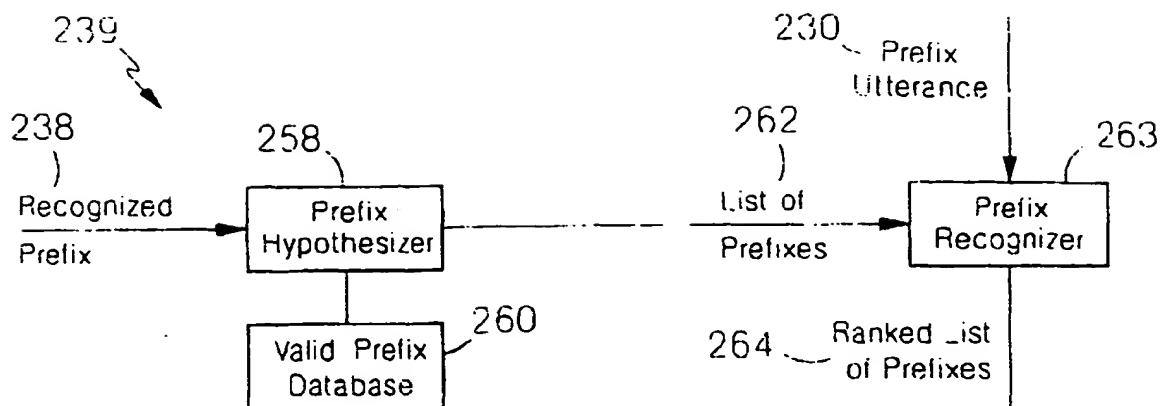 239
230
Prefix
Utterance
238
Recognized
Prefix
258
Prefix
Hypothesizer
262
List of
Prefixes
263
Prefix
Recognizer
260
Valid Prefix
Database
264
Ranked List
of Prefixes